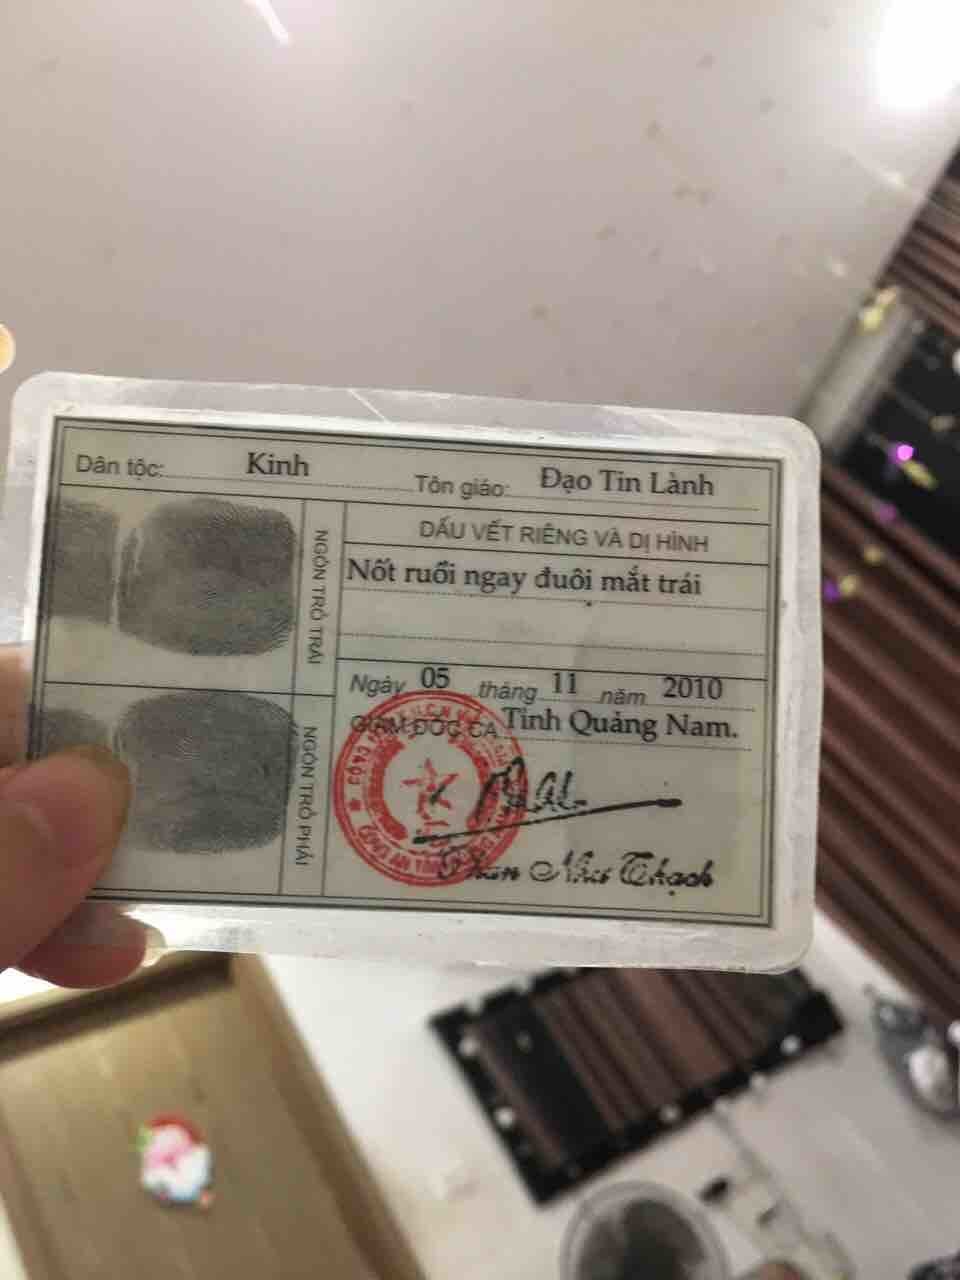 Dân tộc: Kinh Tôn giáo: Đạo Tin Lành
NGÓN TRỎ TRÁI
NGÓN TRỎ PHẢI
DẤU VẾT RIÊNG VÀ DỊ HÌNH
Nốt ruồi ngay đuôi mắt trái
Ngày 05 tháng 11 năm 2010
GIÁM ĐỐC CA Tỉnh Quảng Nam.
Phan Như Thạch